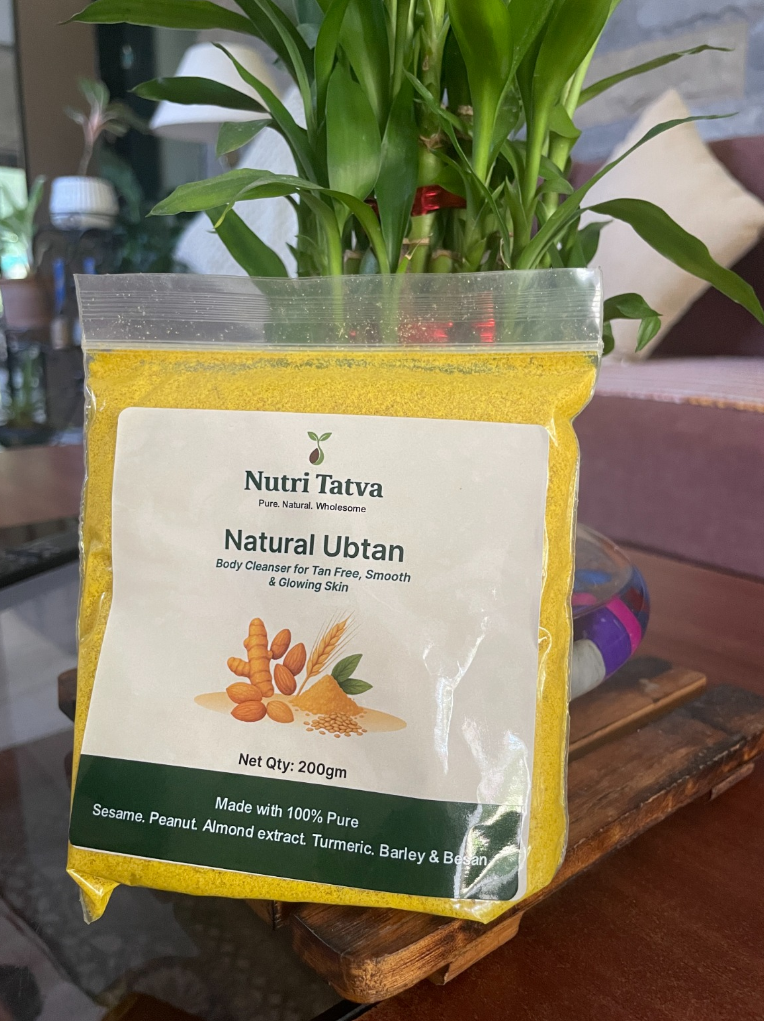 Nutri Tatva
Pure. Natural. Wholesome
Natural Ubtan
Body Cleanser for Tan Free, Smooth
& Glowing Skin
Net Qty: 200gm
Made with 100% Pure
Sesame. Peanut. Almond extract. Turmeric. Barley & Besan